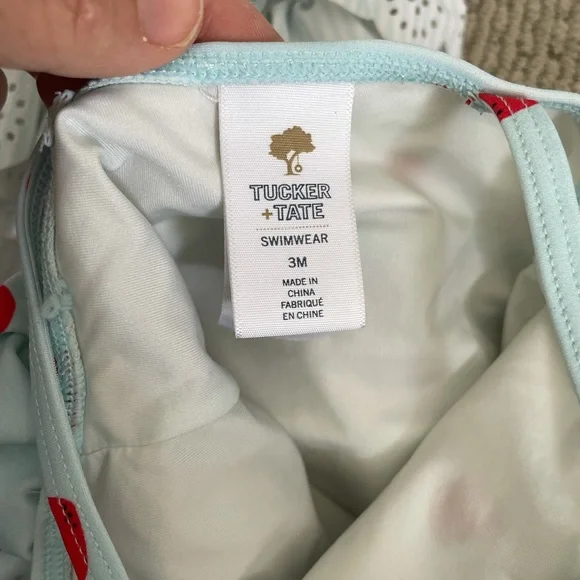 TUCKER
+TATE
SWIMWEAR
3M
MADE IN
CHINA
FABRIQUÉ
EN CHINE